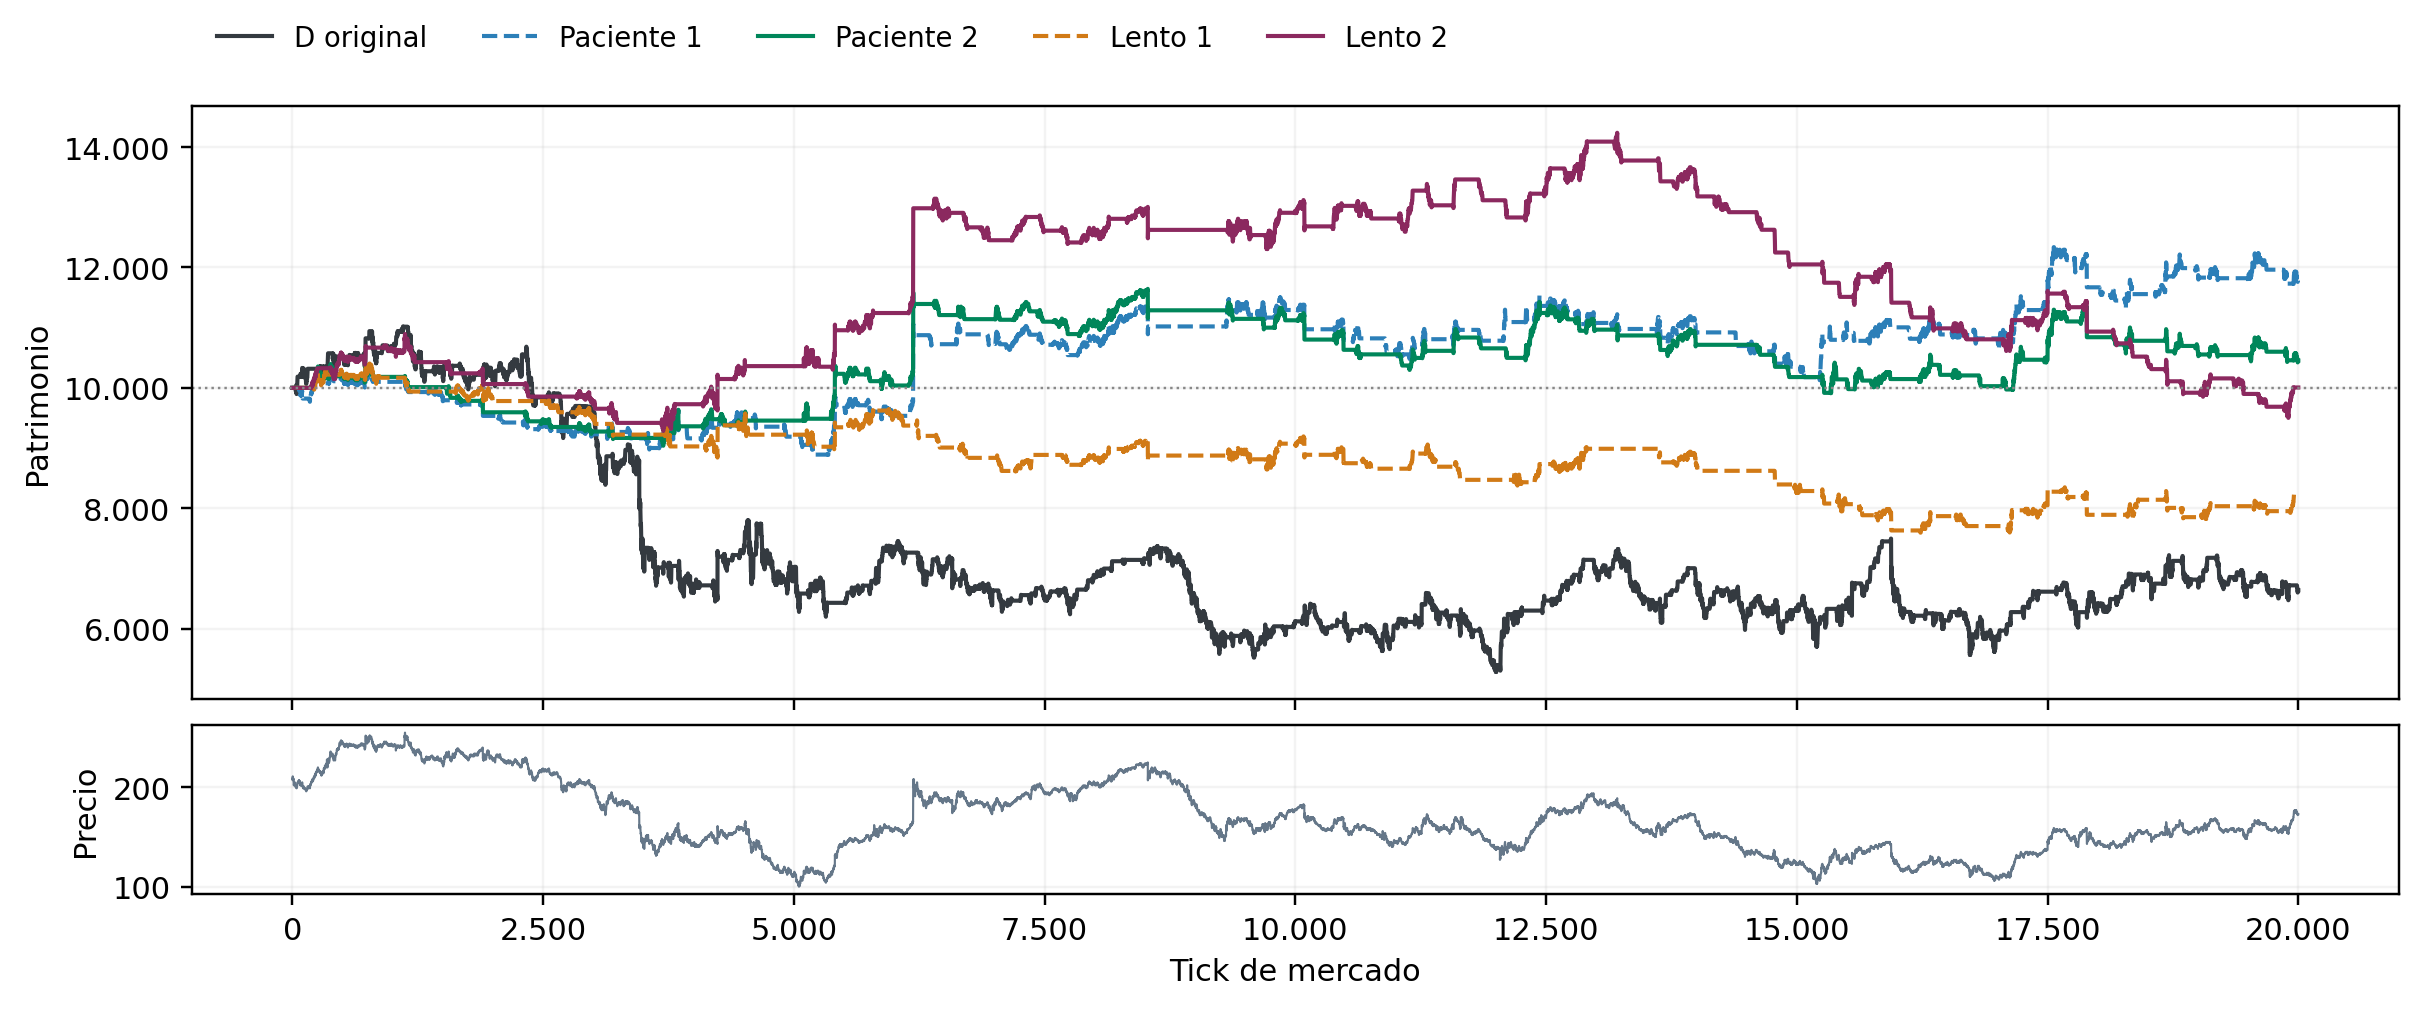 D original Paciente 1 Paciente 2 Lento 1 Lento 2
14.000
12.000
10.000
8.000
6.000
Patrimonio
200
100
Precio
0 2.500 5.000 7.500 10.000 12.500 15.000 17.500 20.000
Tick de mercado